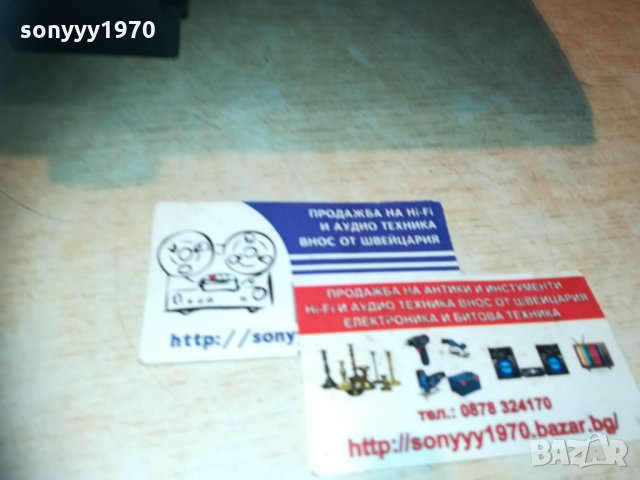 sonyyy1970
sonyyy1970
ПРОДАЖБА НА Hi-Fi
И АУДИО ТЕХНИКА
ВНОС ОТ ШВЕЙЦАРИЯ
http://sony
ПРОДАЖБА НА АНТИКИ И ИНСТУМЕНТИ
Hi-Fi И АУДИО ТЕХНИКА ВНОС ОТ ШВЕЙЦАРИЯ
ЕЛЕКТРОНИКА И БИТОВА ТЕХНИКА
тел.: 0878 324170
http://sonyyy1970.bazar.bg/
BAZAR